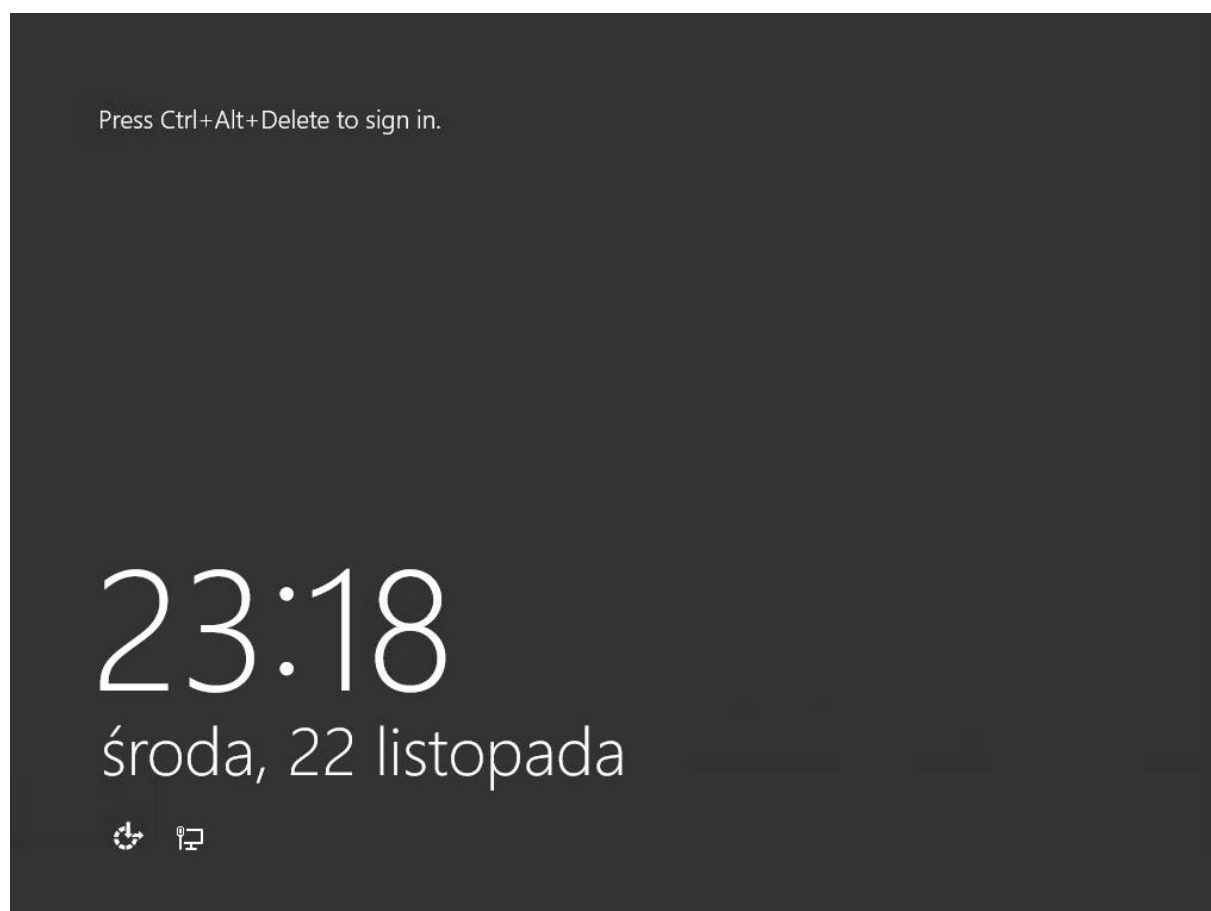 Press Ctrl+Alt+Delete to sign in.
23:18
środa, 22 listopada